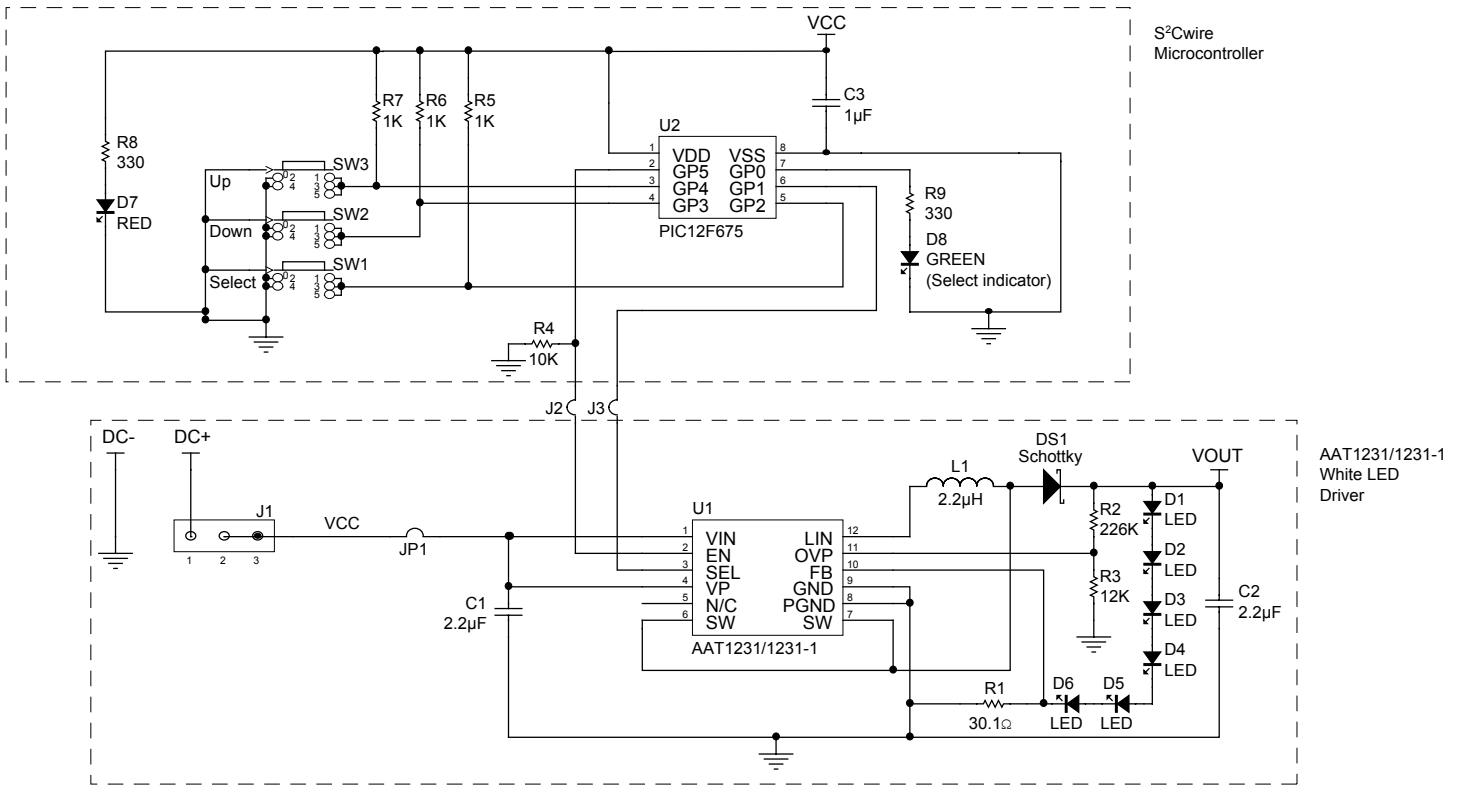 VCC
S²Cwire
Microcontroller
R7
1K
R6
1K
R5
1K
C3
1µF
R8
330
D7
RED
Up
SW3
0 2
4
1
3
5
Down
SW2
0 2
4
1
3
5
Select
SW1
0 2
4
1
3
5
U2
1 VDD VSS 8
2 GP5 GP0 7
3 GP4 GP1 6
4 GP3 GP2 5
PIC12F675
R9
330
D8
GREEN
(Select indicator)
R4
10K
J2
J3
DC-
DC+
J1
1 2 3
VCC
JP1
C1
2.2µF
U1
1 VIN LIN 12
2 EN OVP 11
3 SEL FB 10
4 VP GND 9
5 N/C PGND 8
6 SW SW 7
AAT1231/1231-1
L1
2.2µH
DS1
Schottky
VOUT
R2
226K
R3
12K
D1
LED
D2
LED
D3
LED
D4
LED
C2
2.2µF
R1
30.1Ω
D6
LED
D5
LED
AAT1231/1231-1
White LED
Driver